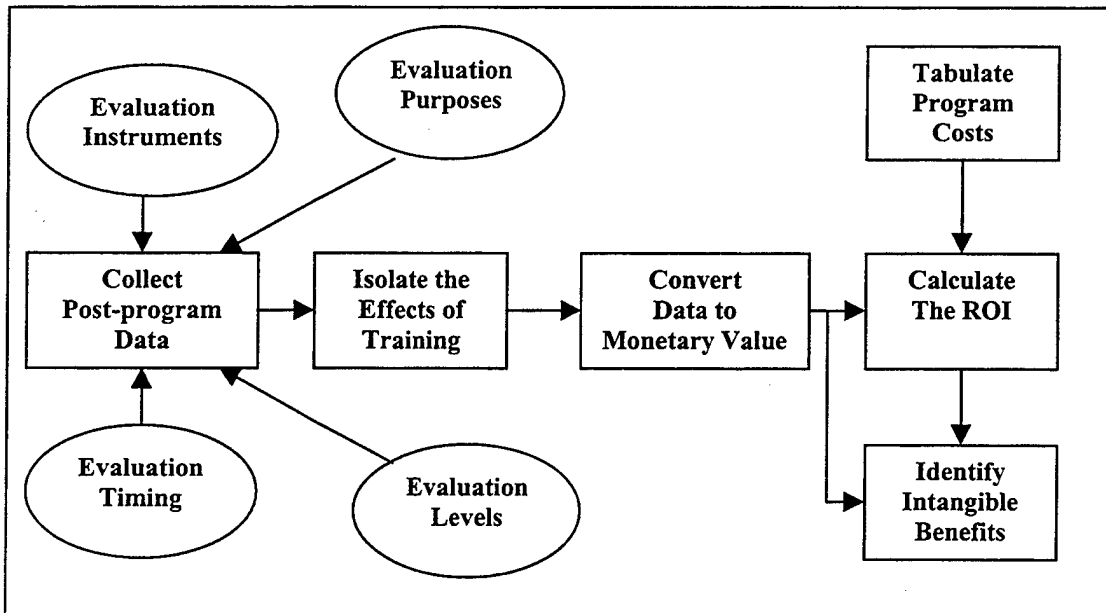 Evaluation
Instruments
Evaluation
Purposes
Tabulate
Program
Costs
Collect
Post-program
Data
Isolate the
Effects of
Training
Convert
Data to
Monetary Value
Calculate
The ROI
Evaluation
Timing
Evaluation
Levels
Identify
Intangible
Benefits